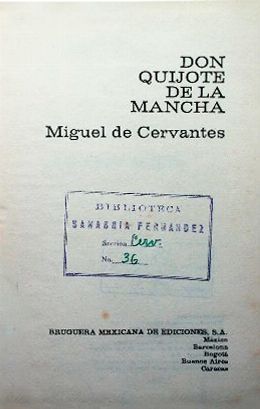 DON
QUIJOTE
DE LA
MANCHA
Miguel de Cervantes
BIBLIOTECA
SANABRIA FERNANDEZ
Sección Cerv.
No. 36
BRUGUERA MEXICANA DE EDICIONES, S.A.
México
Barcelona
Bogotá
Buenos Aires
Caracas